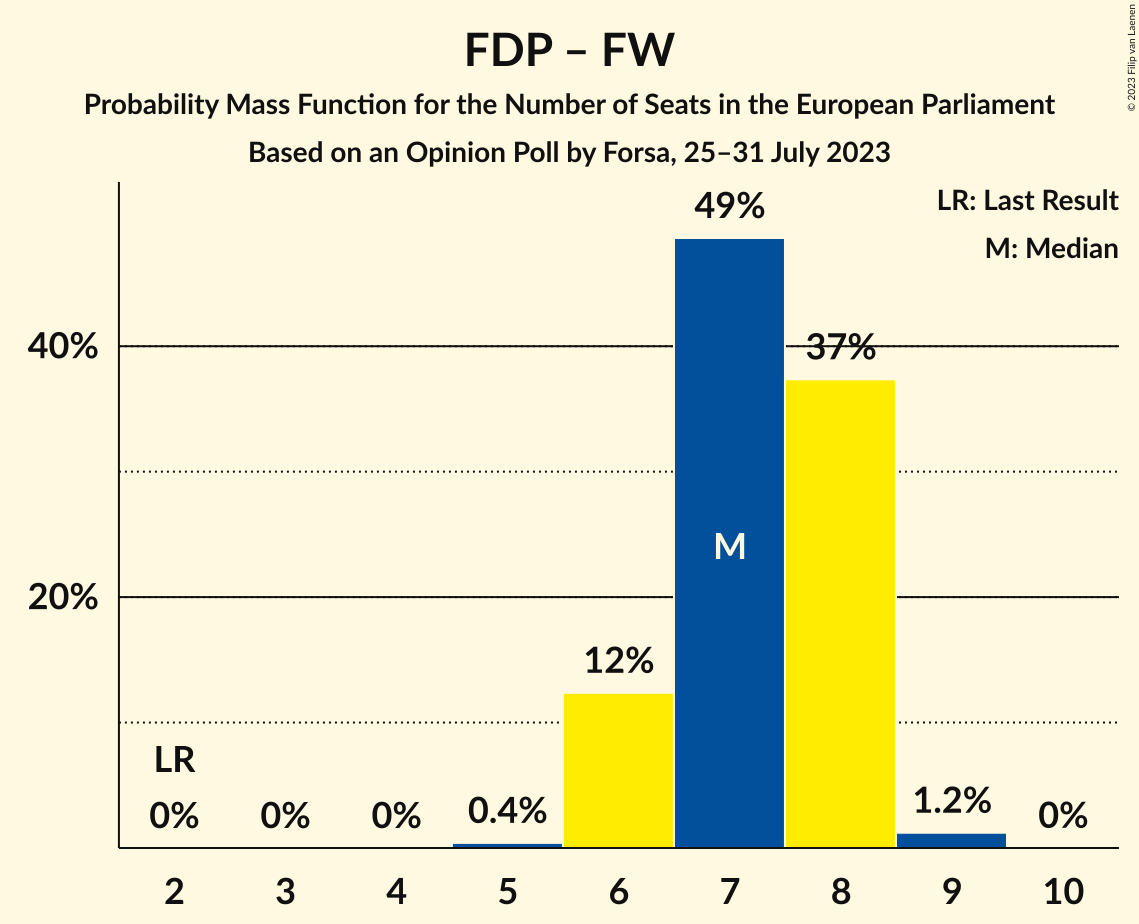 FDP – FW
Probability Mass Function for the Number of Seats in the European Parliament
Based on an Opinion Poll by Forsa, 25–31 July 2023
© 2023 Filip van Laenen
LR: Last Result
M: Median
49%
40%
37%
M
20%
12%
LR
0%
0%
0%
0.4%
1.2%
0%
2 3 4 5 6 7 8 9 10